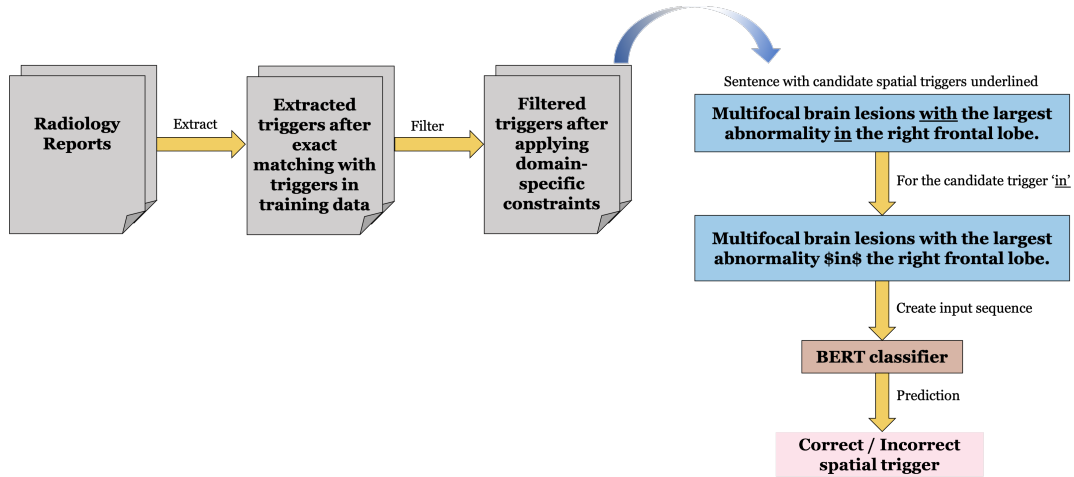 Radiology
Reports
Extract
Extracted
triggers after
exact
matching with
triggers in
training data
Filter
Filtered
triggers after
applying
domain-
specific
constraints
Sentence with candidate spatial triggers underlined
Multifocal brain lesions with the largest
abnormality in the right frontal lobe.
For the candidate trigger ‘in’
Multifocal brain lesions with the largest
abnormality $in$ the right frontal lobe.
Create input sequence
BERT classifier
Prediction
Correct / Incorrect
spatial trigger